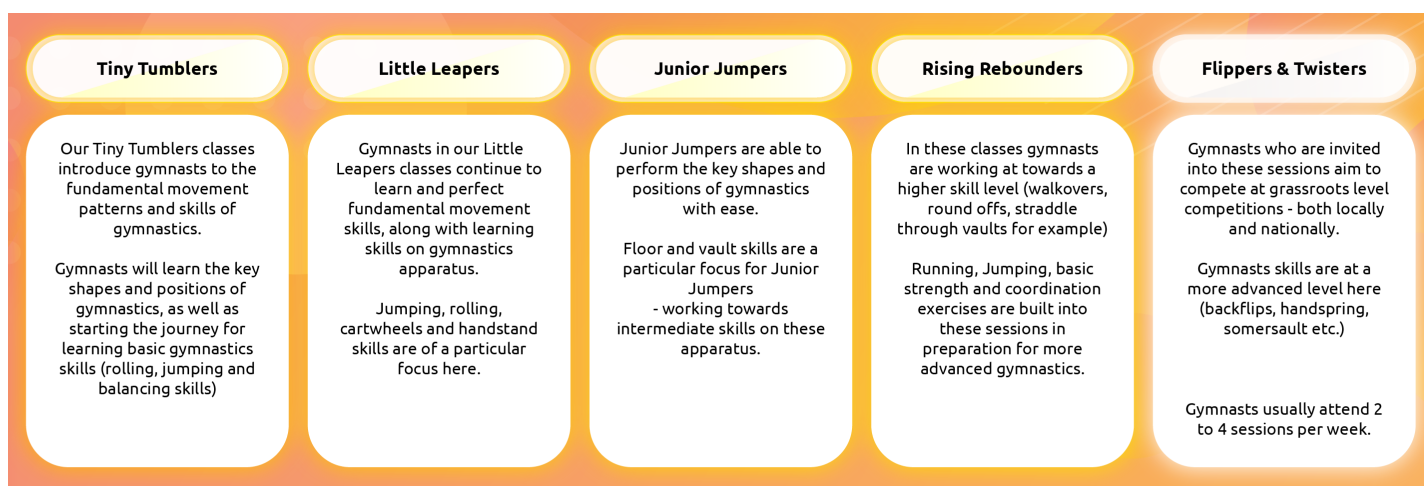 Tiny Tumblers
Our Tiny Tumblers classes
introduce gymnasts to the
fundamental movement
patterns and skills of
gymnastics.
Gymnasts will learn the key
shapes and positions of
gymnastics, as well as
starting the journey for
learning basic gymnastics
skills (rolling, jumping and
balancing skills)
Little Leapers
Gymnasts in our Little
Leapers classes continue to
learn and perfect
fundamental movement
skills, along with learning
skills on gymnastics
apparatus.
Jumping, rolling,
cartwheels and handstand
skills are of a particular
focus here.
Junior Jumpers
Junior Jumpers are able to
perform the key shapes and
positions of gymnastics
with ease.
Floor and vault skills are a
particular focus for Junior
Jumpers
- working towards
intermediate skills on these
apparatus.
Rising Rebounders
In these classes gymnasts
are working at towards a
higher skill level (walkovers,
round offs, straddle
through vaults for example)
Running, Jumping, basic
strength and coordination
exercises are built into
these sessions in
preparation for more
advanced gymnastics.
Flippers & Twisters
Gymnasts who are invited
into these sessions aim to
compete at grassroots level
competitions - both locally
and nationally.
Gymnasts skills are at a
more advanced level here
(backflips, handspring,
somersault etc.)
Gymnasts usually attend 2
to 4 sessions per week.